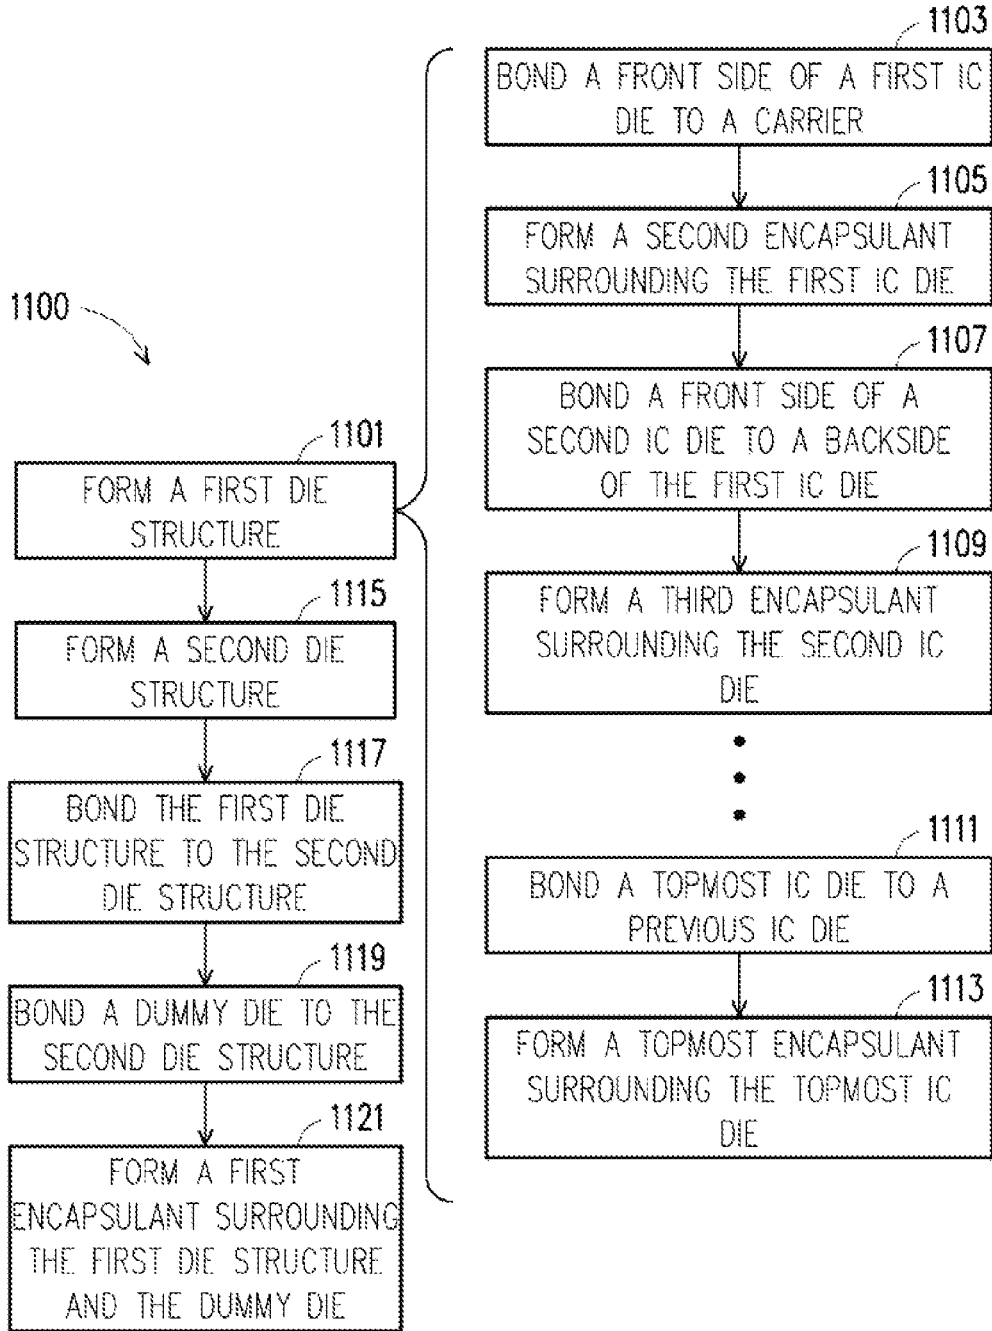 1100
1101
FORM A FIRST DIE
STRUCTURE
1115
FORM A SECOND DIE
STRUCTURE
1117
BOND THE FIRST DIE
STRUCTURE TO THE SECOND
DIE STRUCTURE
1119
BOND A DUMMY DIE TO THE
SECOND DIE STRUCTURE
1121
FORM A FIRST
ENCAPSULANT SURROUNDING
THE FIRST DIE STRUCTURE
AND THE DUMMY DIE
1103
BOND A FRONT SIDE OF A FIRST IC
DIE TO A CARRIER
1105
FORM A SECOND ENCAPSULANT
SURROUNDING THE FIRST IC DIE
1107
BOND A FRONT SIDE OF A
SECOND IC DIE TO A BACKSIDE
OF THE FIRST IC DIE
1109
FORM A THIRD ENCAPSULANT
SURROUNDING THE SECOND IC
DIE
1111
BOND A TOPMOST IC DIE TO A
PREVIOUS IC DIE
1113
FORM A TOPMOST ENCAPSULANT
SURROUNDING THE TOPMOST IC
DIE